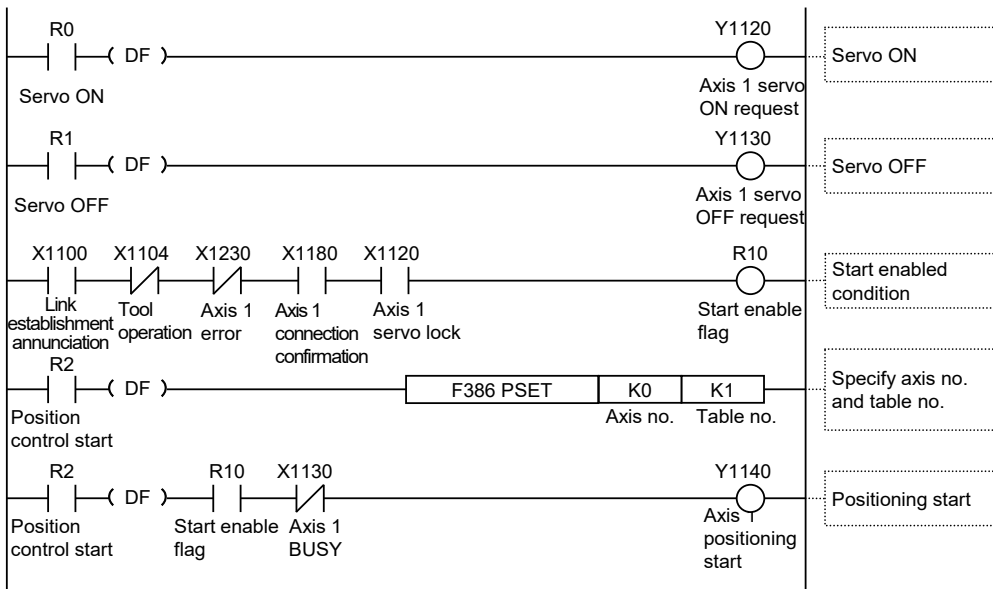 R0
Y1120
( DF )
Servo ON
Servo ON
Axis 1 servo
ON request
R1
Y1130
( DF )
Servo OFF
Servo OFF
Axis 1 servo
OFF request
X1100 X1104 X1230 X1180 X1120
R10
Start enabled
condition
Link
establishment
annunciation
Tool
operation
Axis 1
error
Axis 1
connection
confirmation
Axis 1
servo lock
Start enable
flag
R2
( DF )
F386 PSET K0 K1
Specify axis no.
and table no.
Axis no. Table no.
Position
control start
R2
R10 X1130
Y1140
( DF )
Positioning start
Position
control start
Start enable
flag
Axis 1
BUSY
Axis 1
positioning
start